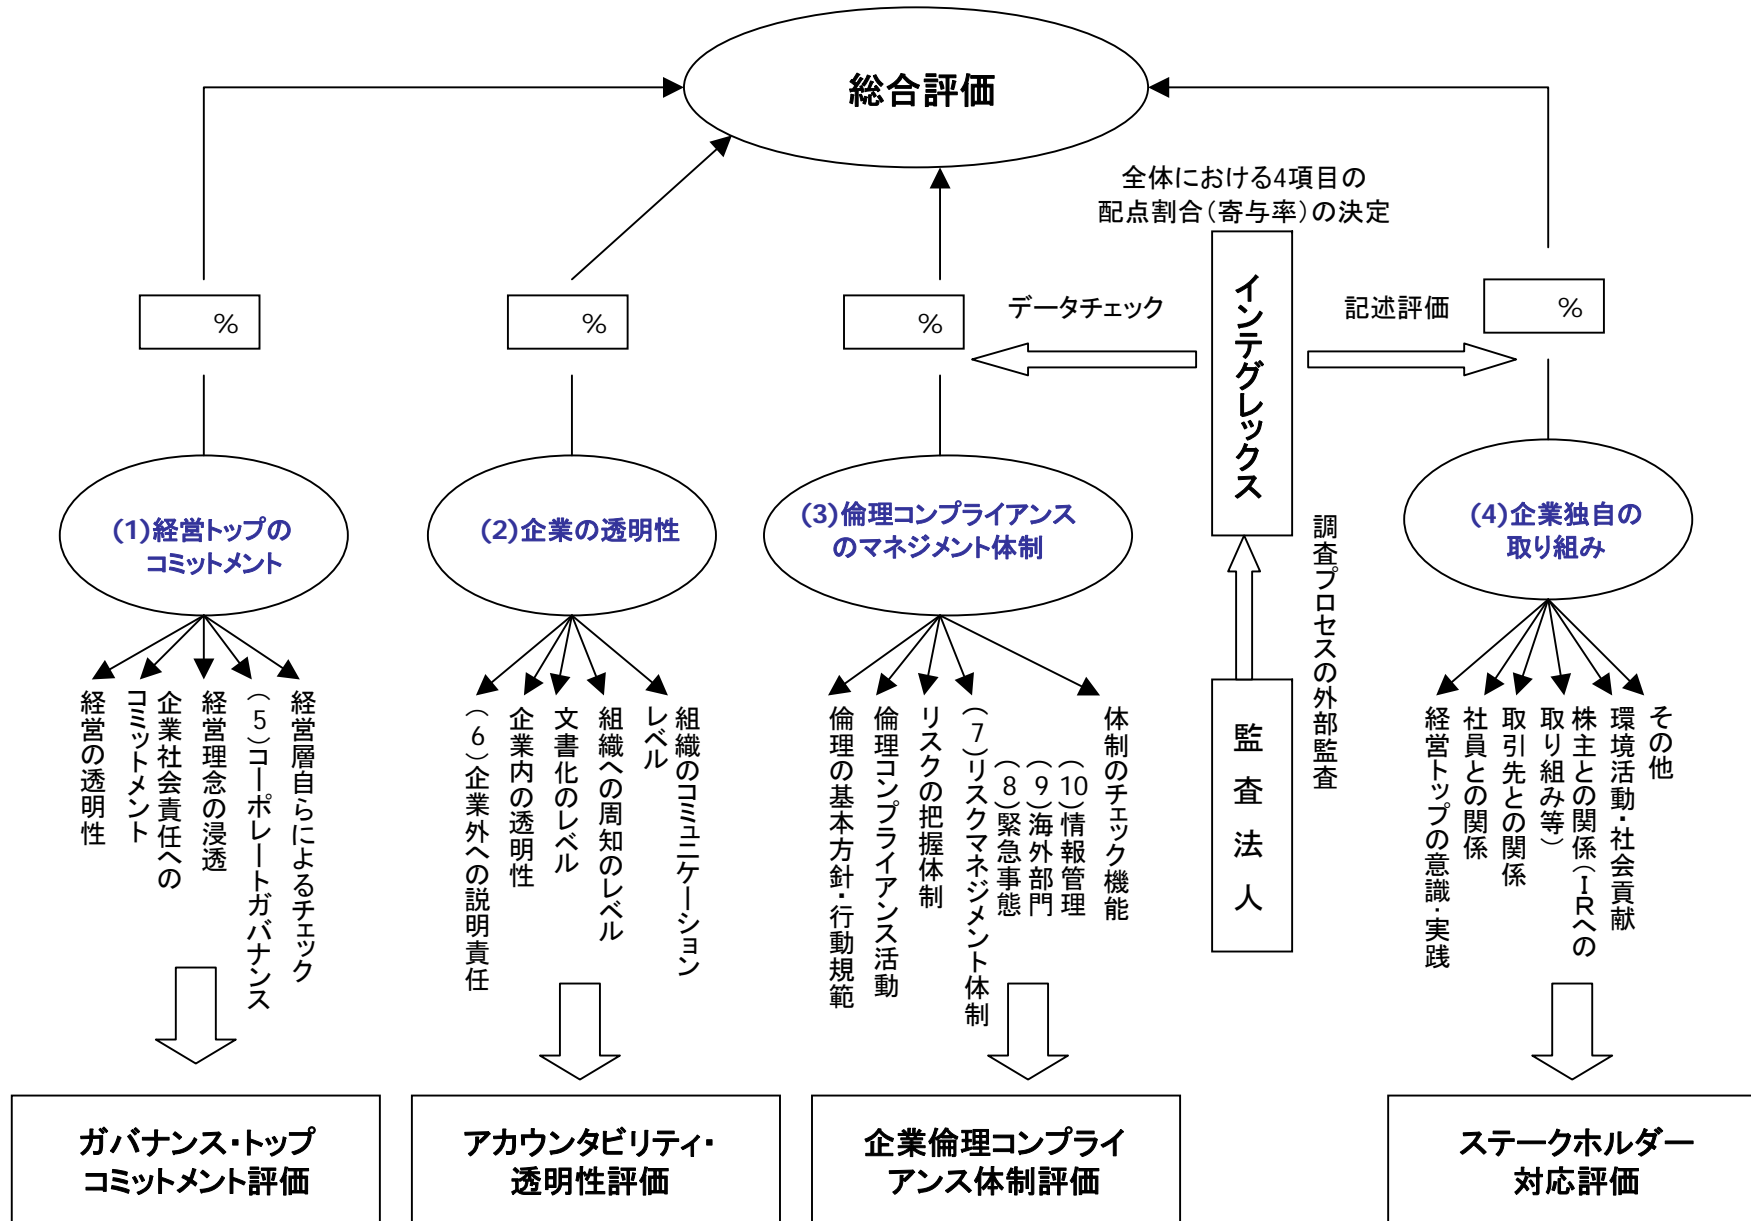 総合評価
全体における4項目の
配点割合(寄与率)の決定
%
%
%
データチェック
インテグレックス
記述評価
%
(1)経営トップの
コミットメント
(2)企業の透明性
(3)倫理コンプライアンス
のマネジメント体制
(4)企業独自の
取り組み
調査プロセスの外部監査
監査法人
経営の透明性
企業社会責任への
コミットメント
経営理念の浸透
(5)コーポレートガバナンス
経営層自らによるチェック
(6)企業外への説明責任
企業内の透明性
文書化のレベル
組織への周知のレベル
組織のコミュニケーション
レベル
倫理の基本方針・行動規範
倫理コンプライアンス活動
リスクの把握体制
(7)リスクマネジメント体制
(8)緊急事態
(9)海外部門
(10)情報管理
体制のチェック機能
経営トップの意識・実践
社員との関係
取引先との関係
株主との関係(IRへの
取り組み等)
環境活動・社会貢献
その他
ガバナンス・トップ
コミットメント評価
アカウンタビリティ・
透明性評価
企業倫理コンプライ
アンス体制評価
ステークホルダー
対応評価